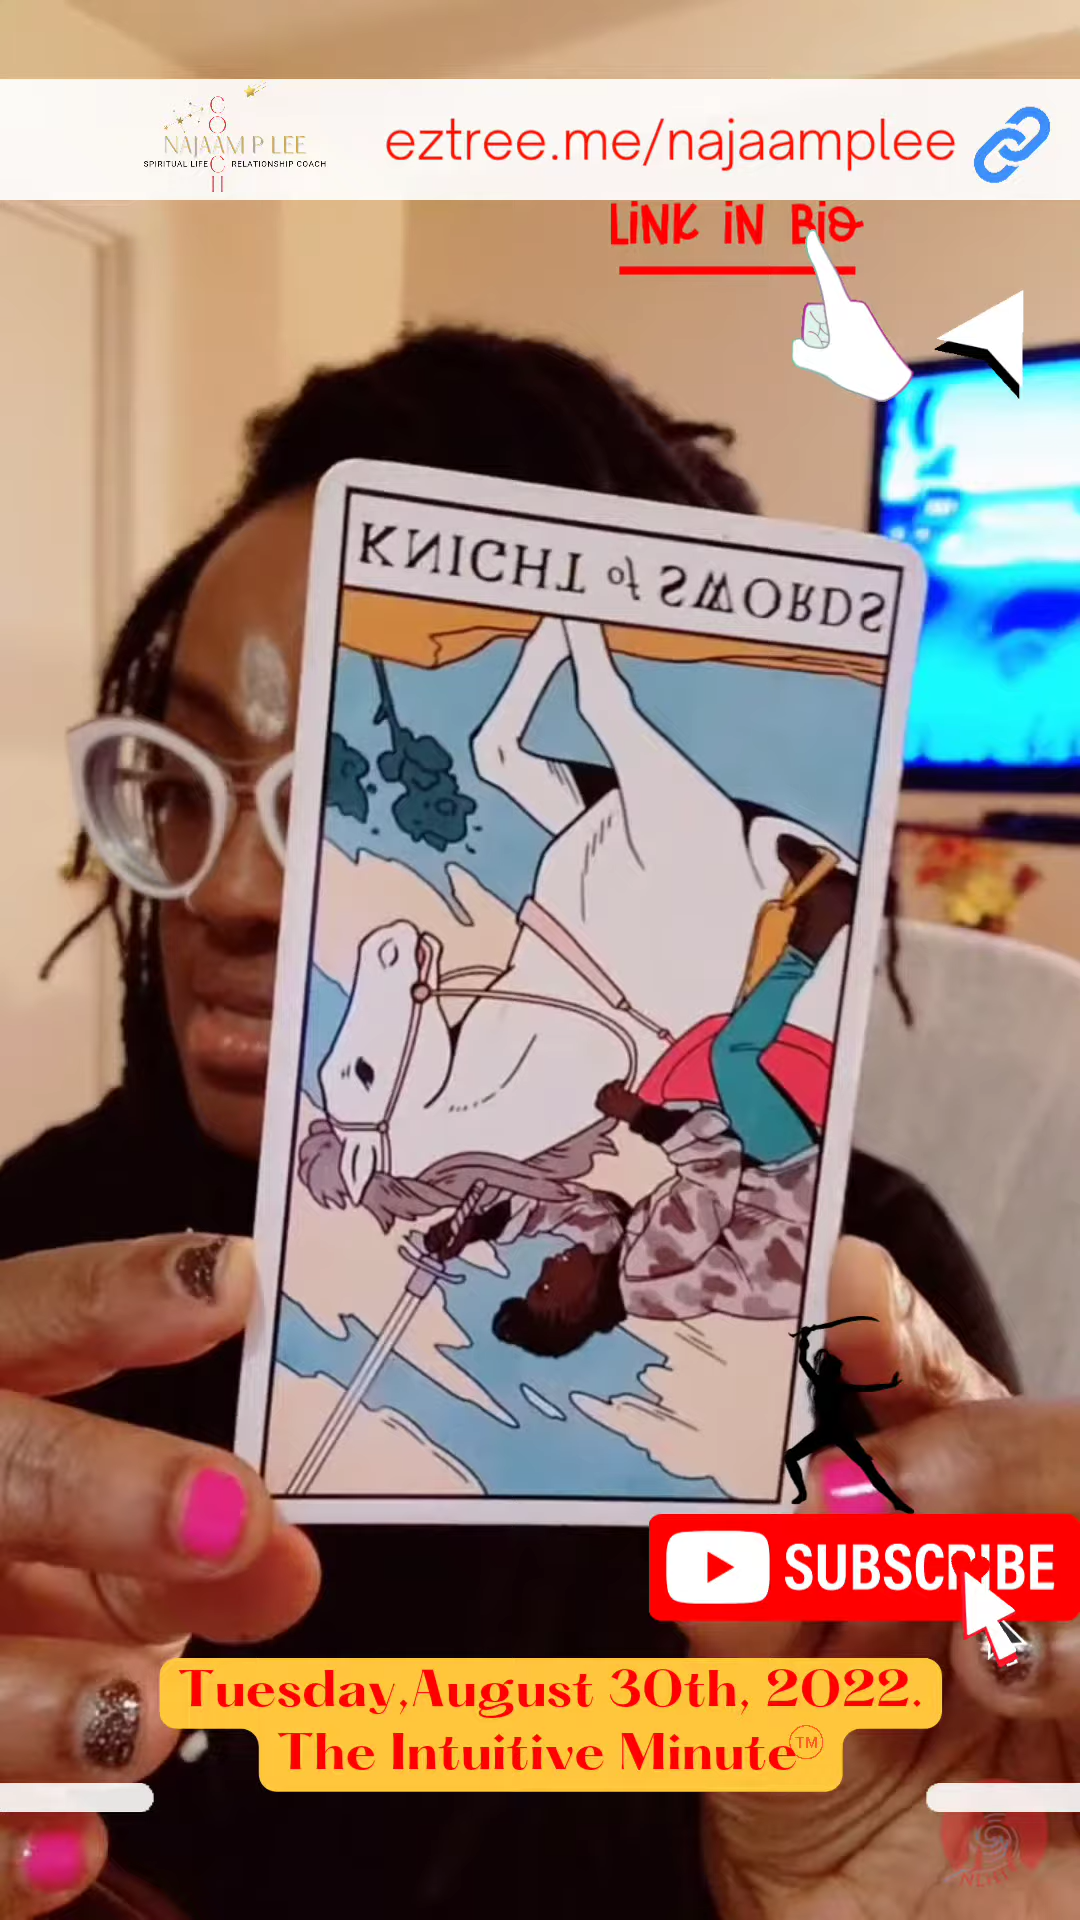 COACH
NAJAAM P LEE
SPIRITUAL LIFE RELATIONSHIP COACH
eztree.me/najaamplee
LINK IN BIO
KNIGHT of SWORDS
SUBSCRIBE
Tuesday,August 30th, 2022.
The Intuitive Minute™